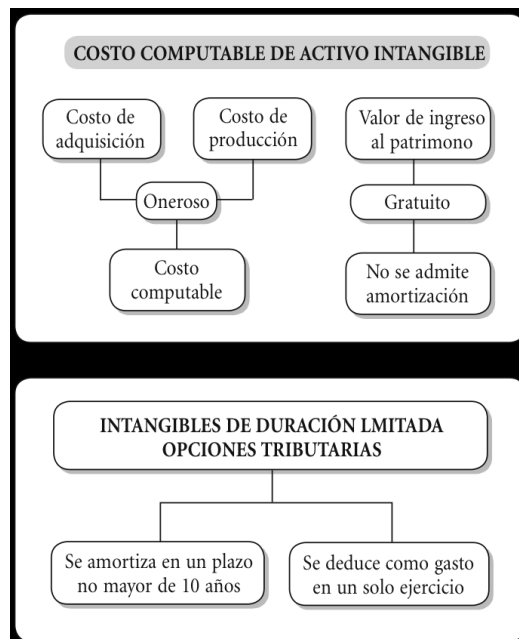 COSTO COMPUTABLE DE ACTIVO INTANGIBLE
Costo de
adquisición
Costo de
producción
Valor de ingreso
al patrimono
Oneroso
Gratuito
Costo
computable
No se admite
amortización
INTANGIBLES DE DURACIÓN LMITADA
OPCIONES TRIBUTARIAS
Se amortiza en un plazo
no mayor de 10 años
Se deduce como gasto
en un solo ejercicio